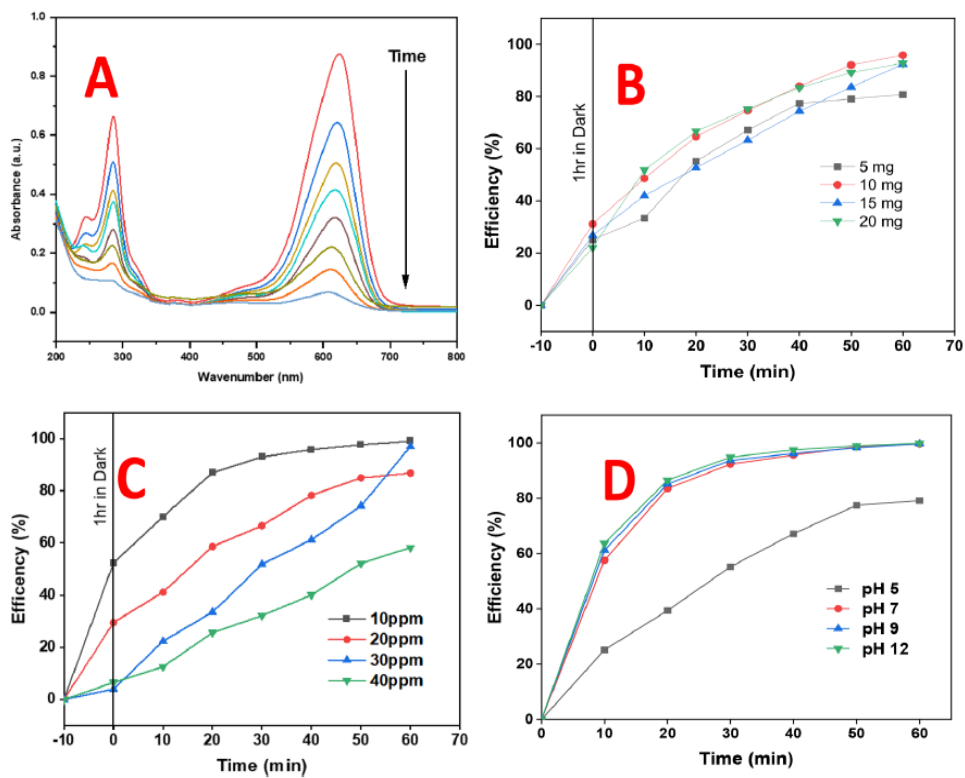 A
Time
Absorbance (a.u.)
1.0
0.8
0.6
0.4
0.2
0.0
200 300 400 500 600 700 800
Wavenumber (nm)
B
1hr in Dark
Efficiency (%)
100
80
60
40
20
0
5 mg
10 mg
15 mg
20 mg
-10 0 10 20 30 40 50 60 70
Time (min)
C
1hr in Dark
Efficency (%)
100
80
60
40
20
0
10ppm
20ppm
30ppm
40ppm
-10 0 10 20 30 40 50 60 70
Time (min)
D
Efficiency (%)
100
80
60
40
20
0
pH 5
pH 7
pH 9
pH 12
0 10 20 30 40 50 60
Time (min)